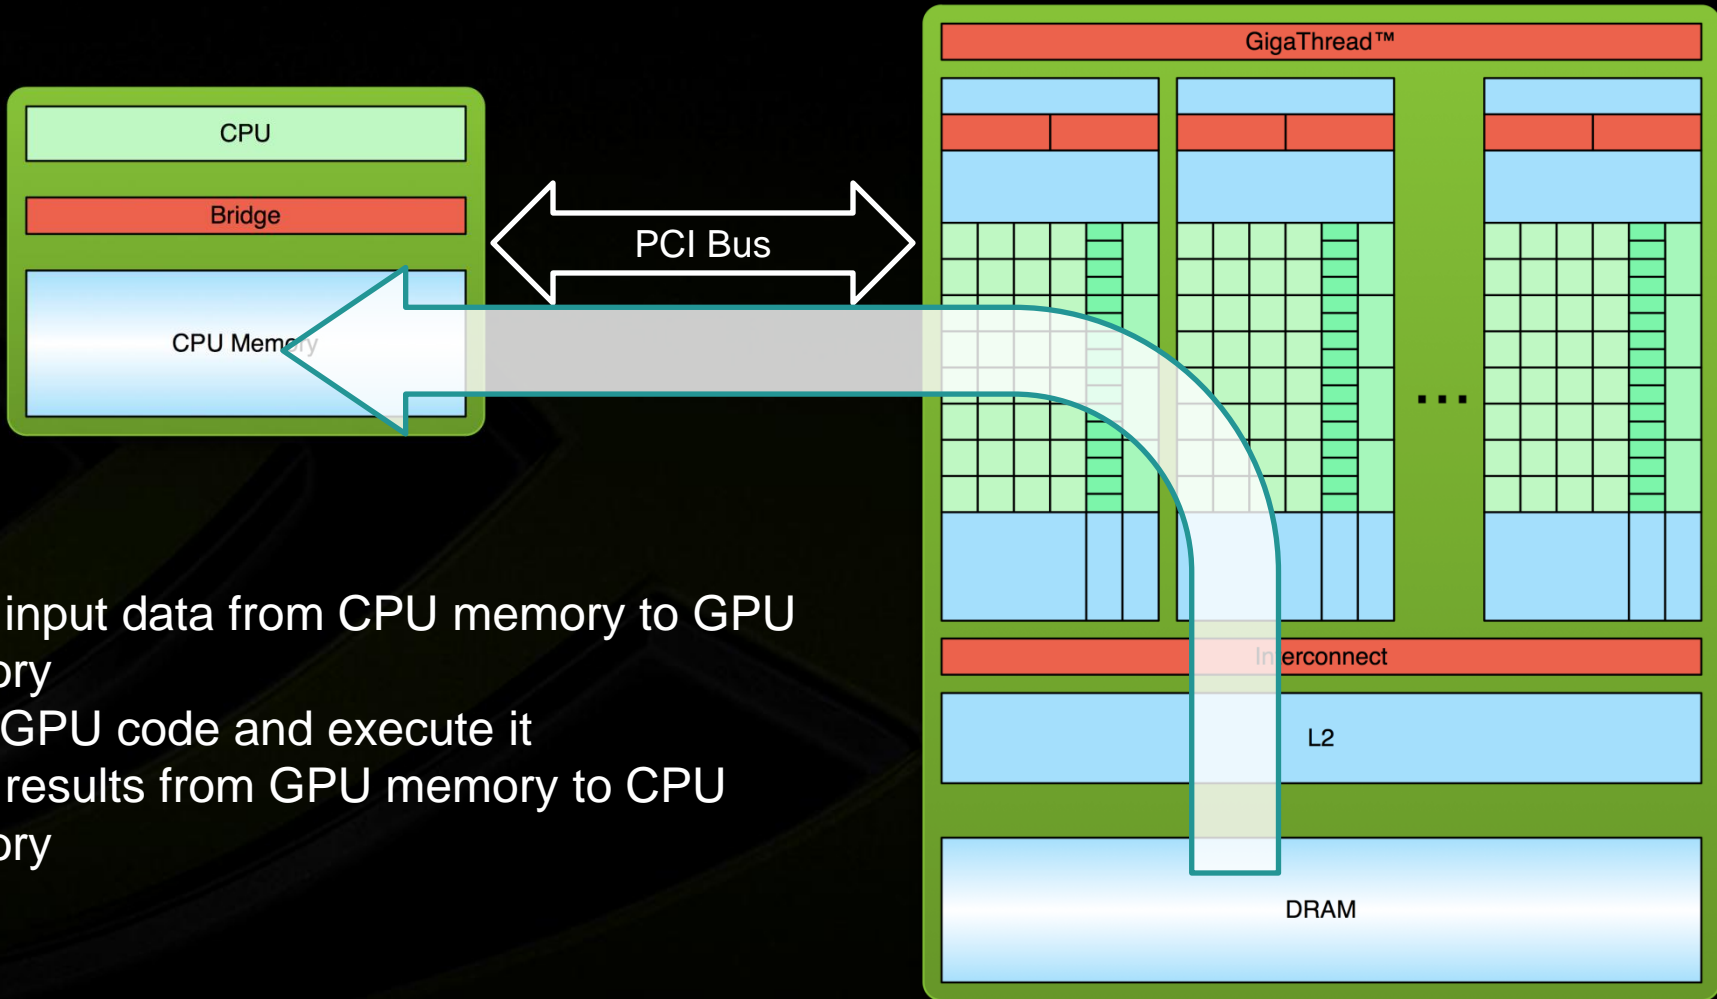 GigaThread™
CPU
Bridge
PCI Bus
CPU Memory
...
input data from CPU memory to GPU
ory
GPU code and execute it
results from GPU memory to CPU
ory
Interconnect
L2
DRAM